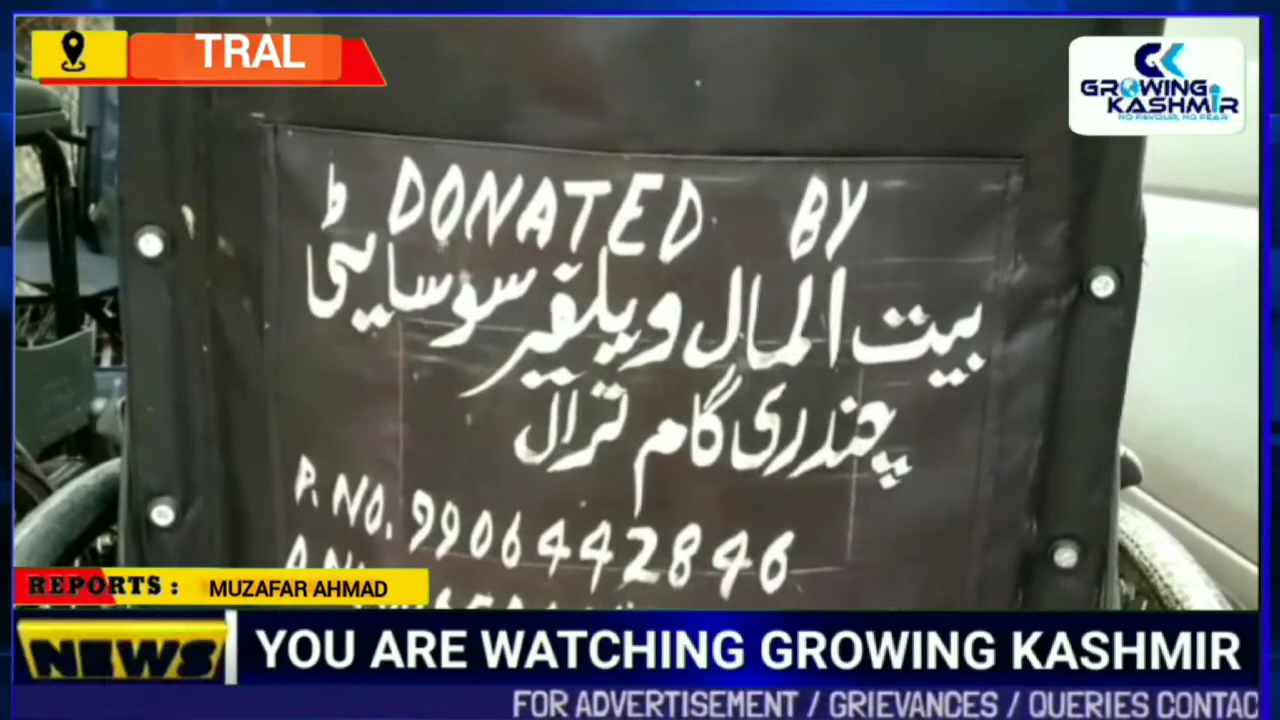 TRAL
GROWING
KASHMIR
NO FAVOUR, NO FEAR
DONATED BY
بیت المال ویلفیر سوسایٹی
چندری گام ترال
P. NO. 9906442846
REPORTS : MUZAFAR AHMAD
NEWS YOU ARE WATCHING GROWING KASHMIR
FOR ADVERTISEMENT / GRIEVANCES / QUERIES CONTAC